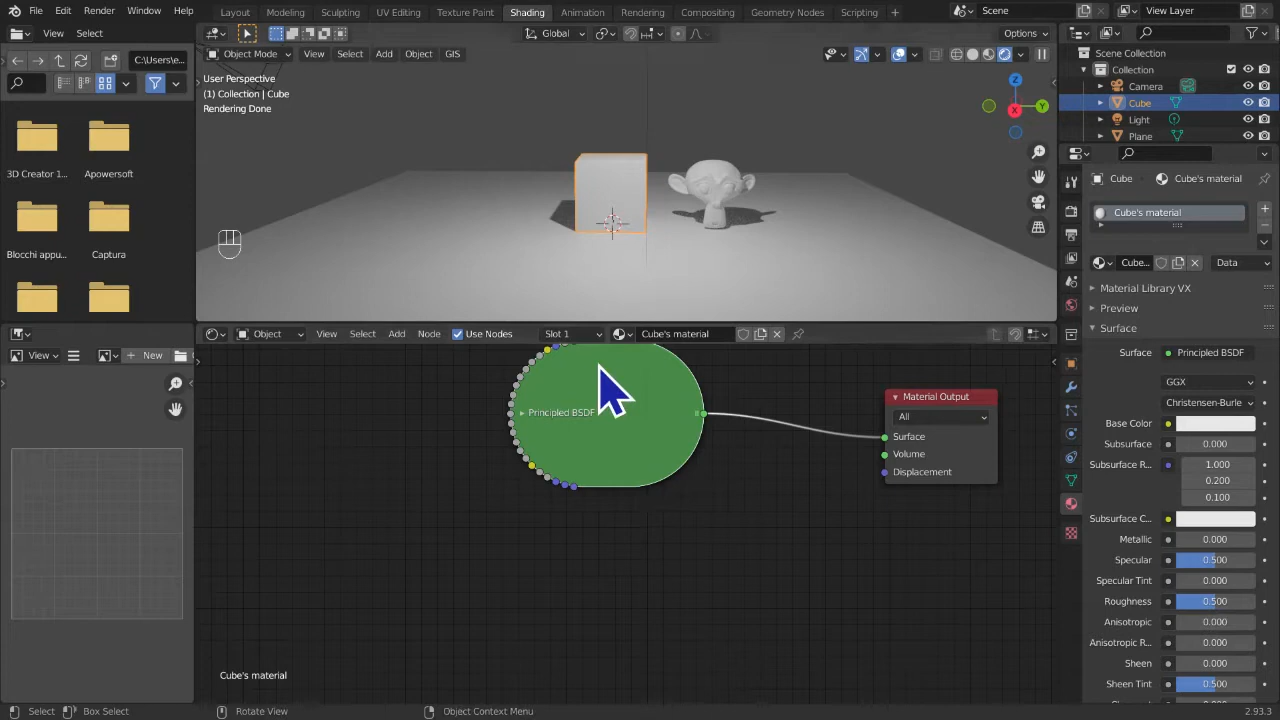 File Edit Render Window Help
Layout Modeling Sculpting UV Editing Texture Paint Shading Animation Rendering Compositing Geometry Nodes Scripting +
Scene
View Layer
View Select
Global
Options
Object Mode View Select Add Object GIS
C:\Users\e...
User Perspective
(1) Collection | Cube
Rendering Done
Z
X
Y
3D Creator 1...
Apowersoft
Blocchi appu...
Captura
Scene Collection
Collection
Camera
Cube
Light
Plane
Cube
Cube's material
Cube's material
Cube...
Data
Material Library VX
Preview
Surface
Surface
Principled BSDF
GGX
Christensen-Burle
Base Color
Subsurface
0.000
Subsurface R...
1.000
0.200
0.100
Subsurface C...
Metallic
0.000
Specular
0.500
Specular Tint
0.000
Roughness
0.500
Anisotropic
0.000
Anisotropic R...
0.000
Sheen
0.000
Sheen Tint
0.500
View
New
Object View Select Add Node Use Nodes Slot 1 Cube's material
Principled BSDF
Material Output
All
Surface
Volume
Displacement
Cube's material
Select Box Select Rotate View Object Context Menu
2.93.3